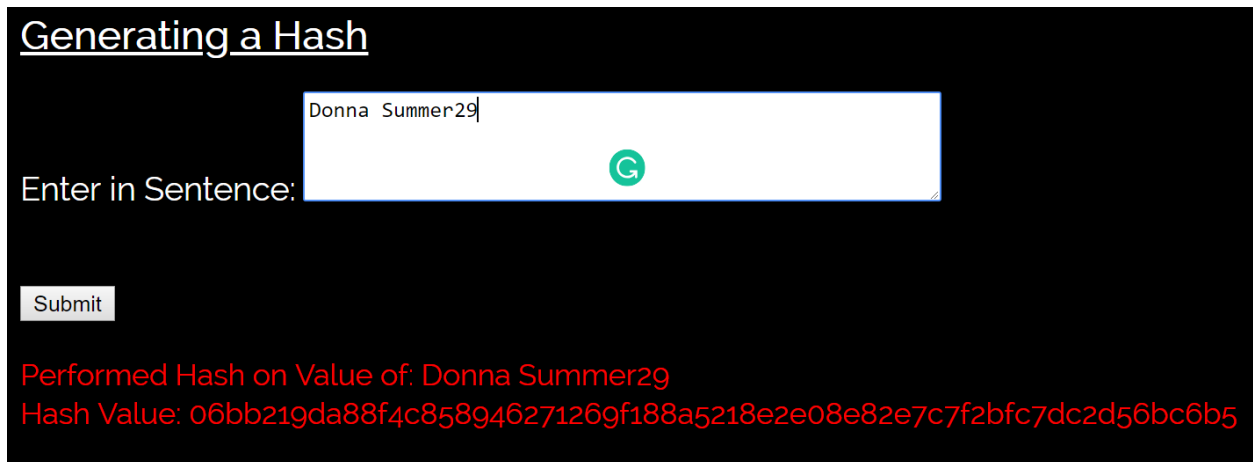 Generating a Hash
Donna Summer29
Enter in Sentence:
Submit
Performed Hash on Value of: Donna Summer29
Hash Value: 06bb219da88f4c858946271269f188a5218e2e08e82e7c7f2bfc7dc2d56bc6b5